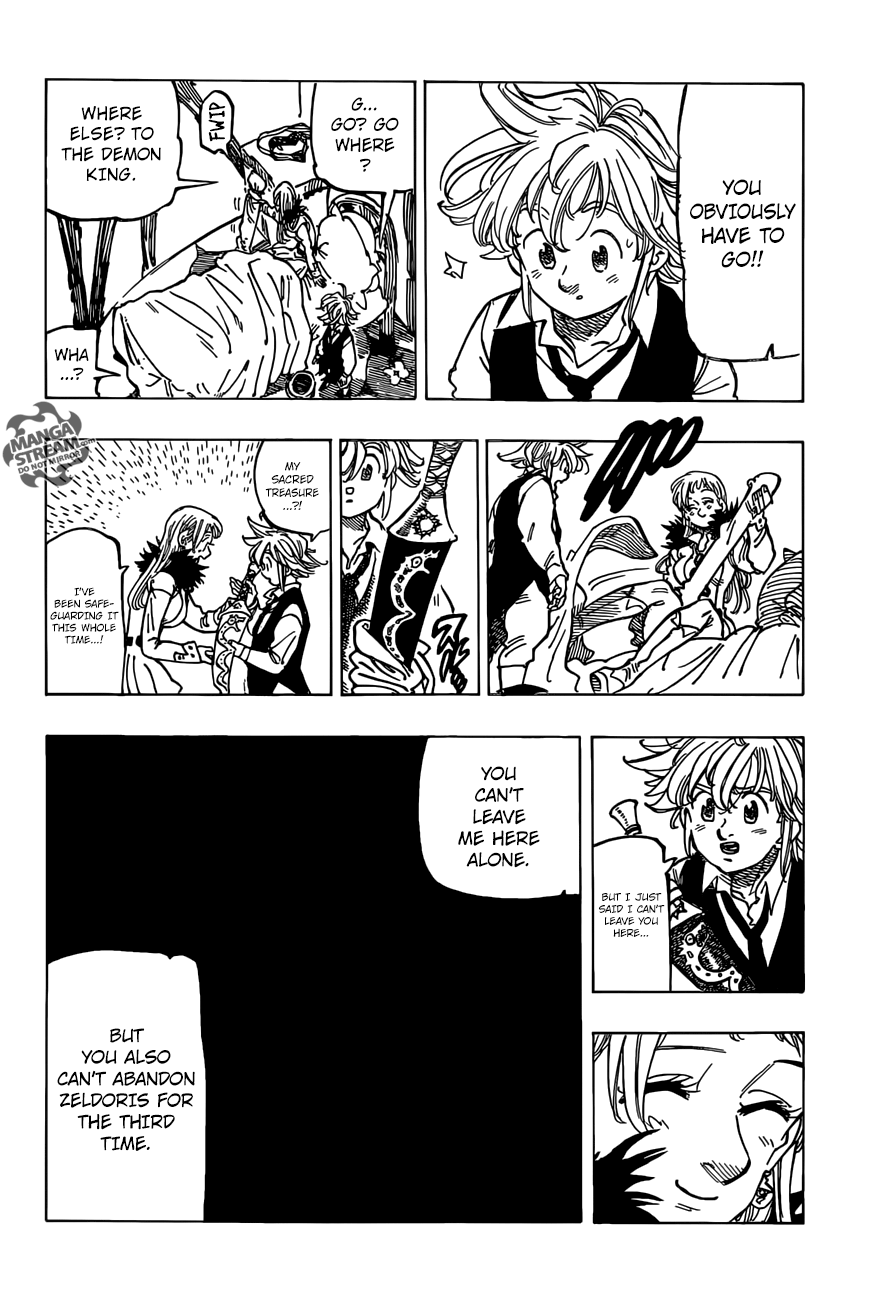 YOU
OBVIOUSLY
HAVE TO
GO!!
G...
GO? GO
WHERE
?
FWIP
WHERE
ELSE? TO
THE DEMON
KING.
WHA
...?
MANGA
STREAM.com
DO NOT MIRROR
MY
SACRED
TREASURE
...?!
I'VE
BEEN SAFE-
GUARDING IT
THIS WHOLE
TIME...!
BUT I JUST
SAID I CAN'T
LEAVE YOU
HERE...
YOU
CAN'T
LEAVE
ME HERE
ALONE.
BUT
YOU ALSO
CAN'T ABANDON
ZELDORIS FOR
THE THIRD
TIME.